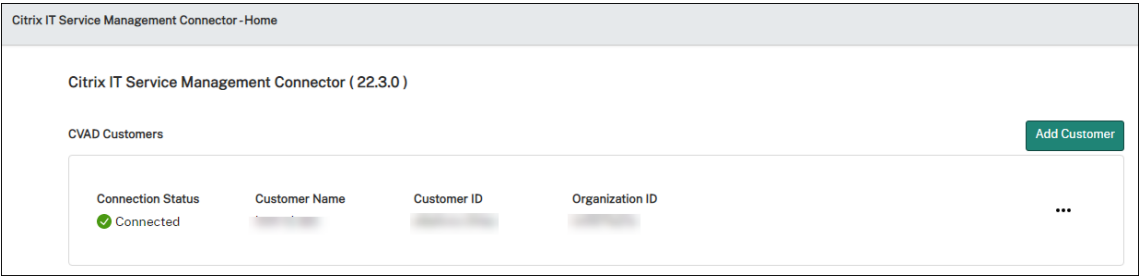 Citrix IT Service Management Connector - Home
Citrix IT Service Management Connector ( 22.3.0 )
CVAD Customers
Add Customer
Connection Status Customer Name Customer ID Organization ID
Connected